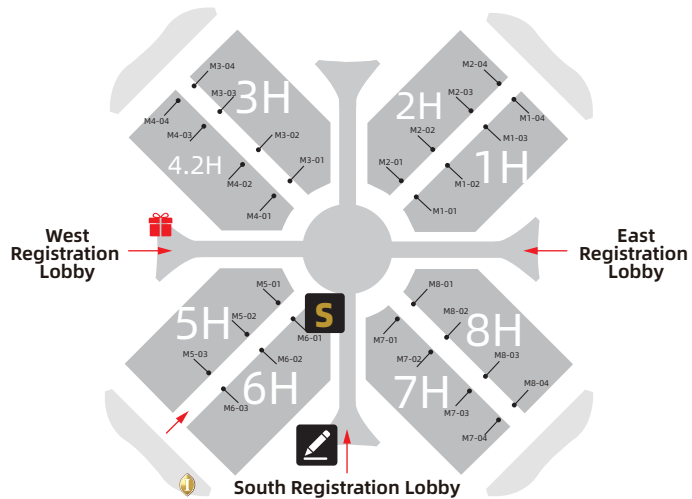 M3-04
M2-04
M3-03
3H
M2-03
2H
M1-04
M4-04
M4-03
M3-02
M2-02
M1-03
4.2H
M3-01
M2-01
M1-02
1H
M4-02
M4-01
M1-01
West
Registration
Lobby
East
Registration
Lobby
M5-01
M8-01
S
5H
M5-02
M6-01
M7-01
M8-02
8H
M5-03
M6-02
M7-02
M8-03
6H
M6-03
7H
M7-03
M8-04
M7-04
South Registration Lobby